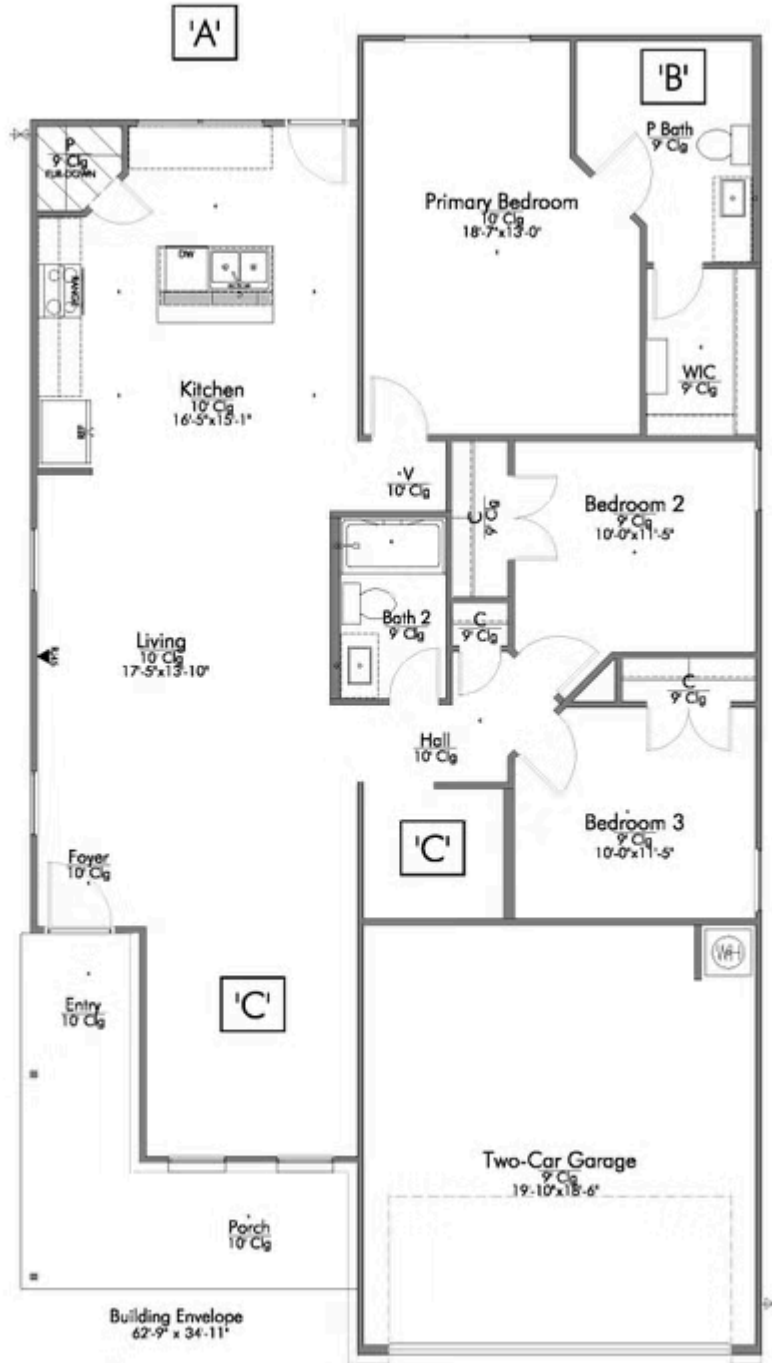 'A'
'B'
P
9' Clg
FUR-DOWN
P Bath
9' Clg
Primary Bedroom
10' Clg
18'-7"x13'-0"
DW
RANGE
WIC
9' Clg
Kitchen
10' Clg
16'-5"x15'-1"
REF
V
10' Clg
C
9' Clg
Bedroom 2
9' Clg
10'-0"x11'-5"
Bath 2
9' Clg
C
9' Clg
Living
10' Clg
17'-5"x13'-10"
C
9' Clg
Hall
10' Clg
Bedroom 3
9' Clg
10'-0"x11'-5"
'C'
Foyer
10' Clg
WH
Entry
10' Clg
'C'
Two-Car Garage
9' Clg
19'-10"x18'-6"
Porch
10' Clg
Building Envelope
62'-9" x 34'-11"